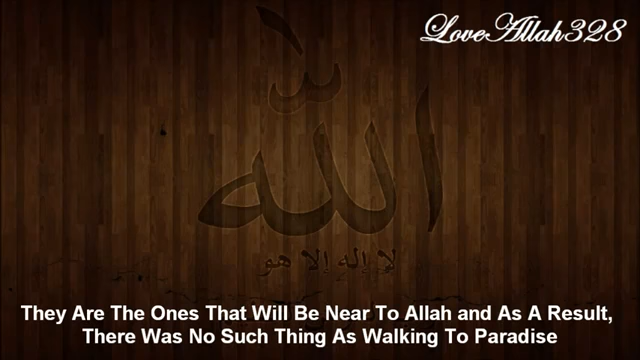 LoveAllah328
الله
لا إله إلا هو
They Are The Ones That Will Be Near To Allah and As A Result,
There Was No Such Thing As Walking To Paradise